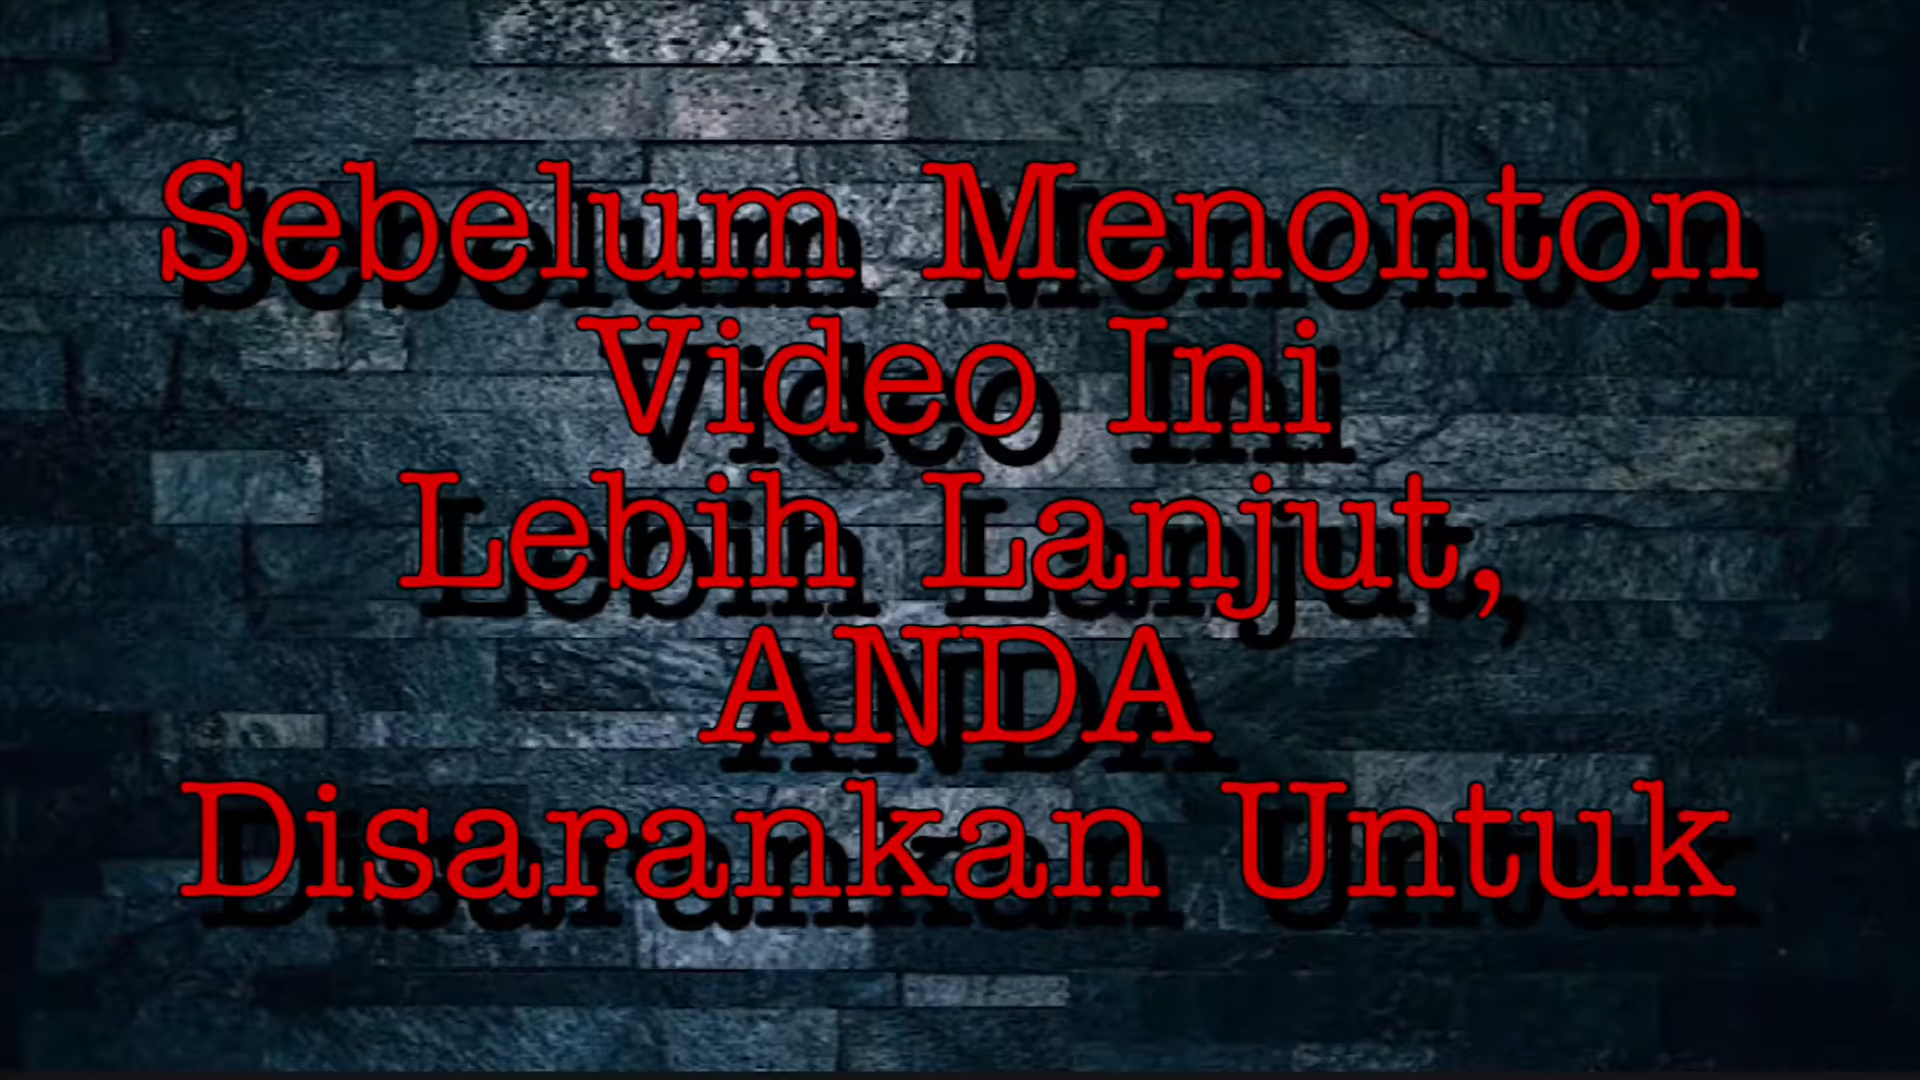 Sebelum Menonton
Video Ini
Lebih Lanjut,
ANDA
Disarankan Untuk